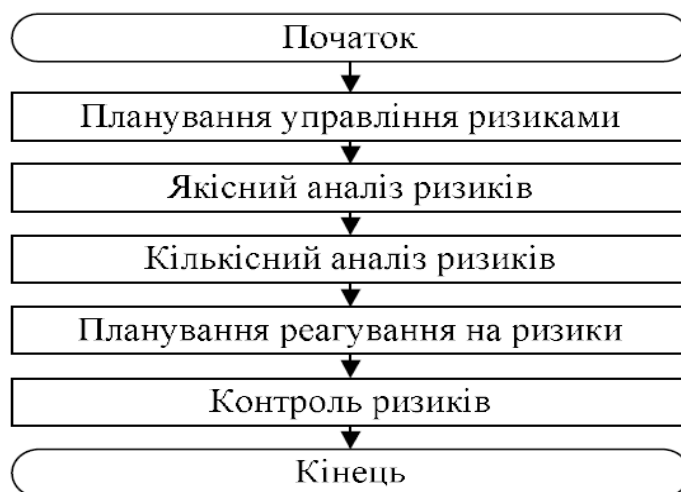 Початок
Планування управління ризиками
Якісний аналіз ризиків
Кількісний аналіз ризиків
Планування реагування на ризики
Контроль ризиків
Кінець